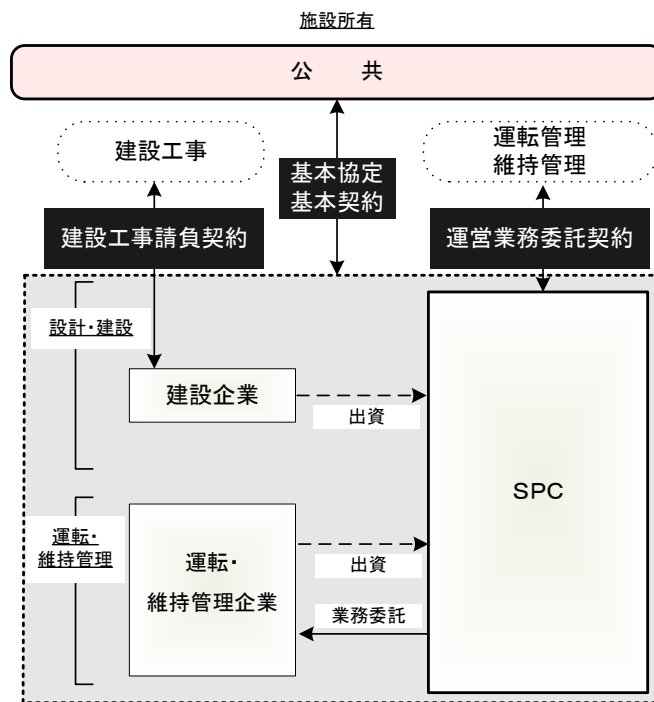 施設所有
公　共
建設工事
運転管理
維持管理
基本協定
基本契約
建設工事請負契約
運営業務委託契約
設計・建設
建設企業
出資
SPC
運転・
維持管理
運転・
維持管理企業
出資
業務委託